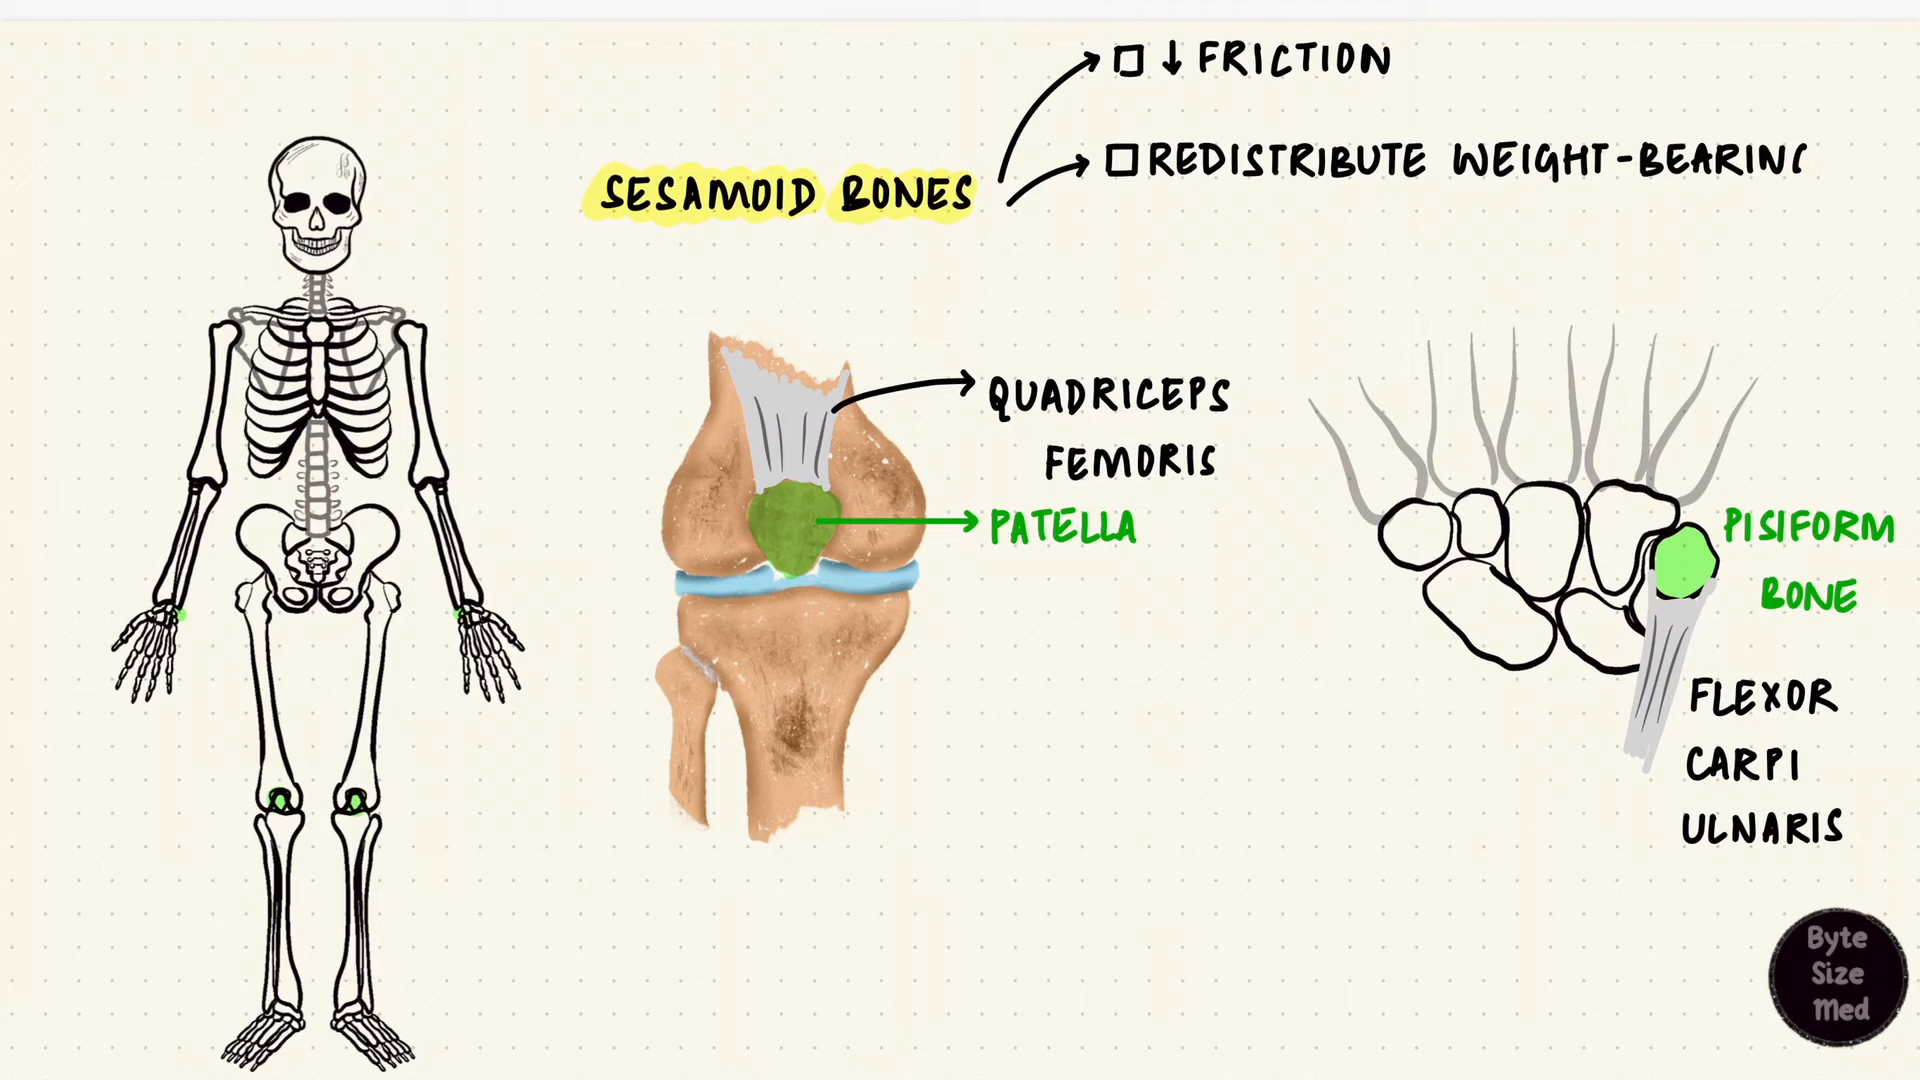 ↓ FRICTION
REDISTRIBUTE WEIGHT-BEARING
SESAMOID BONES
QUADRICEPS
FEMORIS
PATELLA
PISIFORM
BONE
FLEXOR
CARPI
ULNARIS
Byte
Size
Med